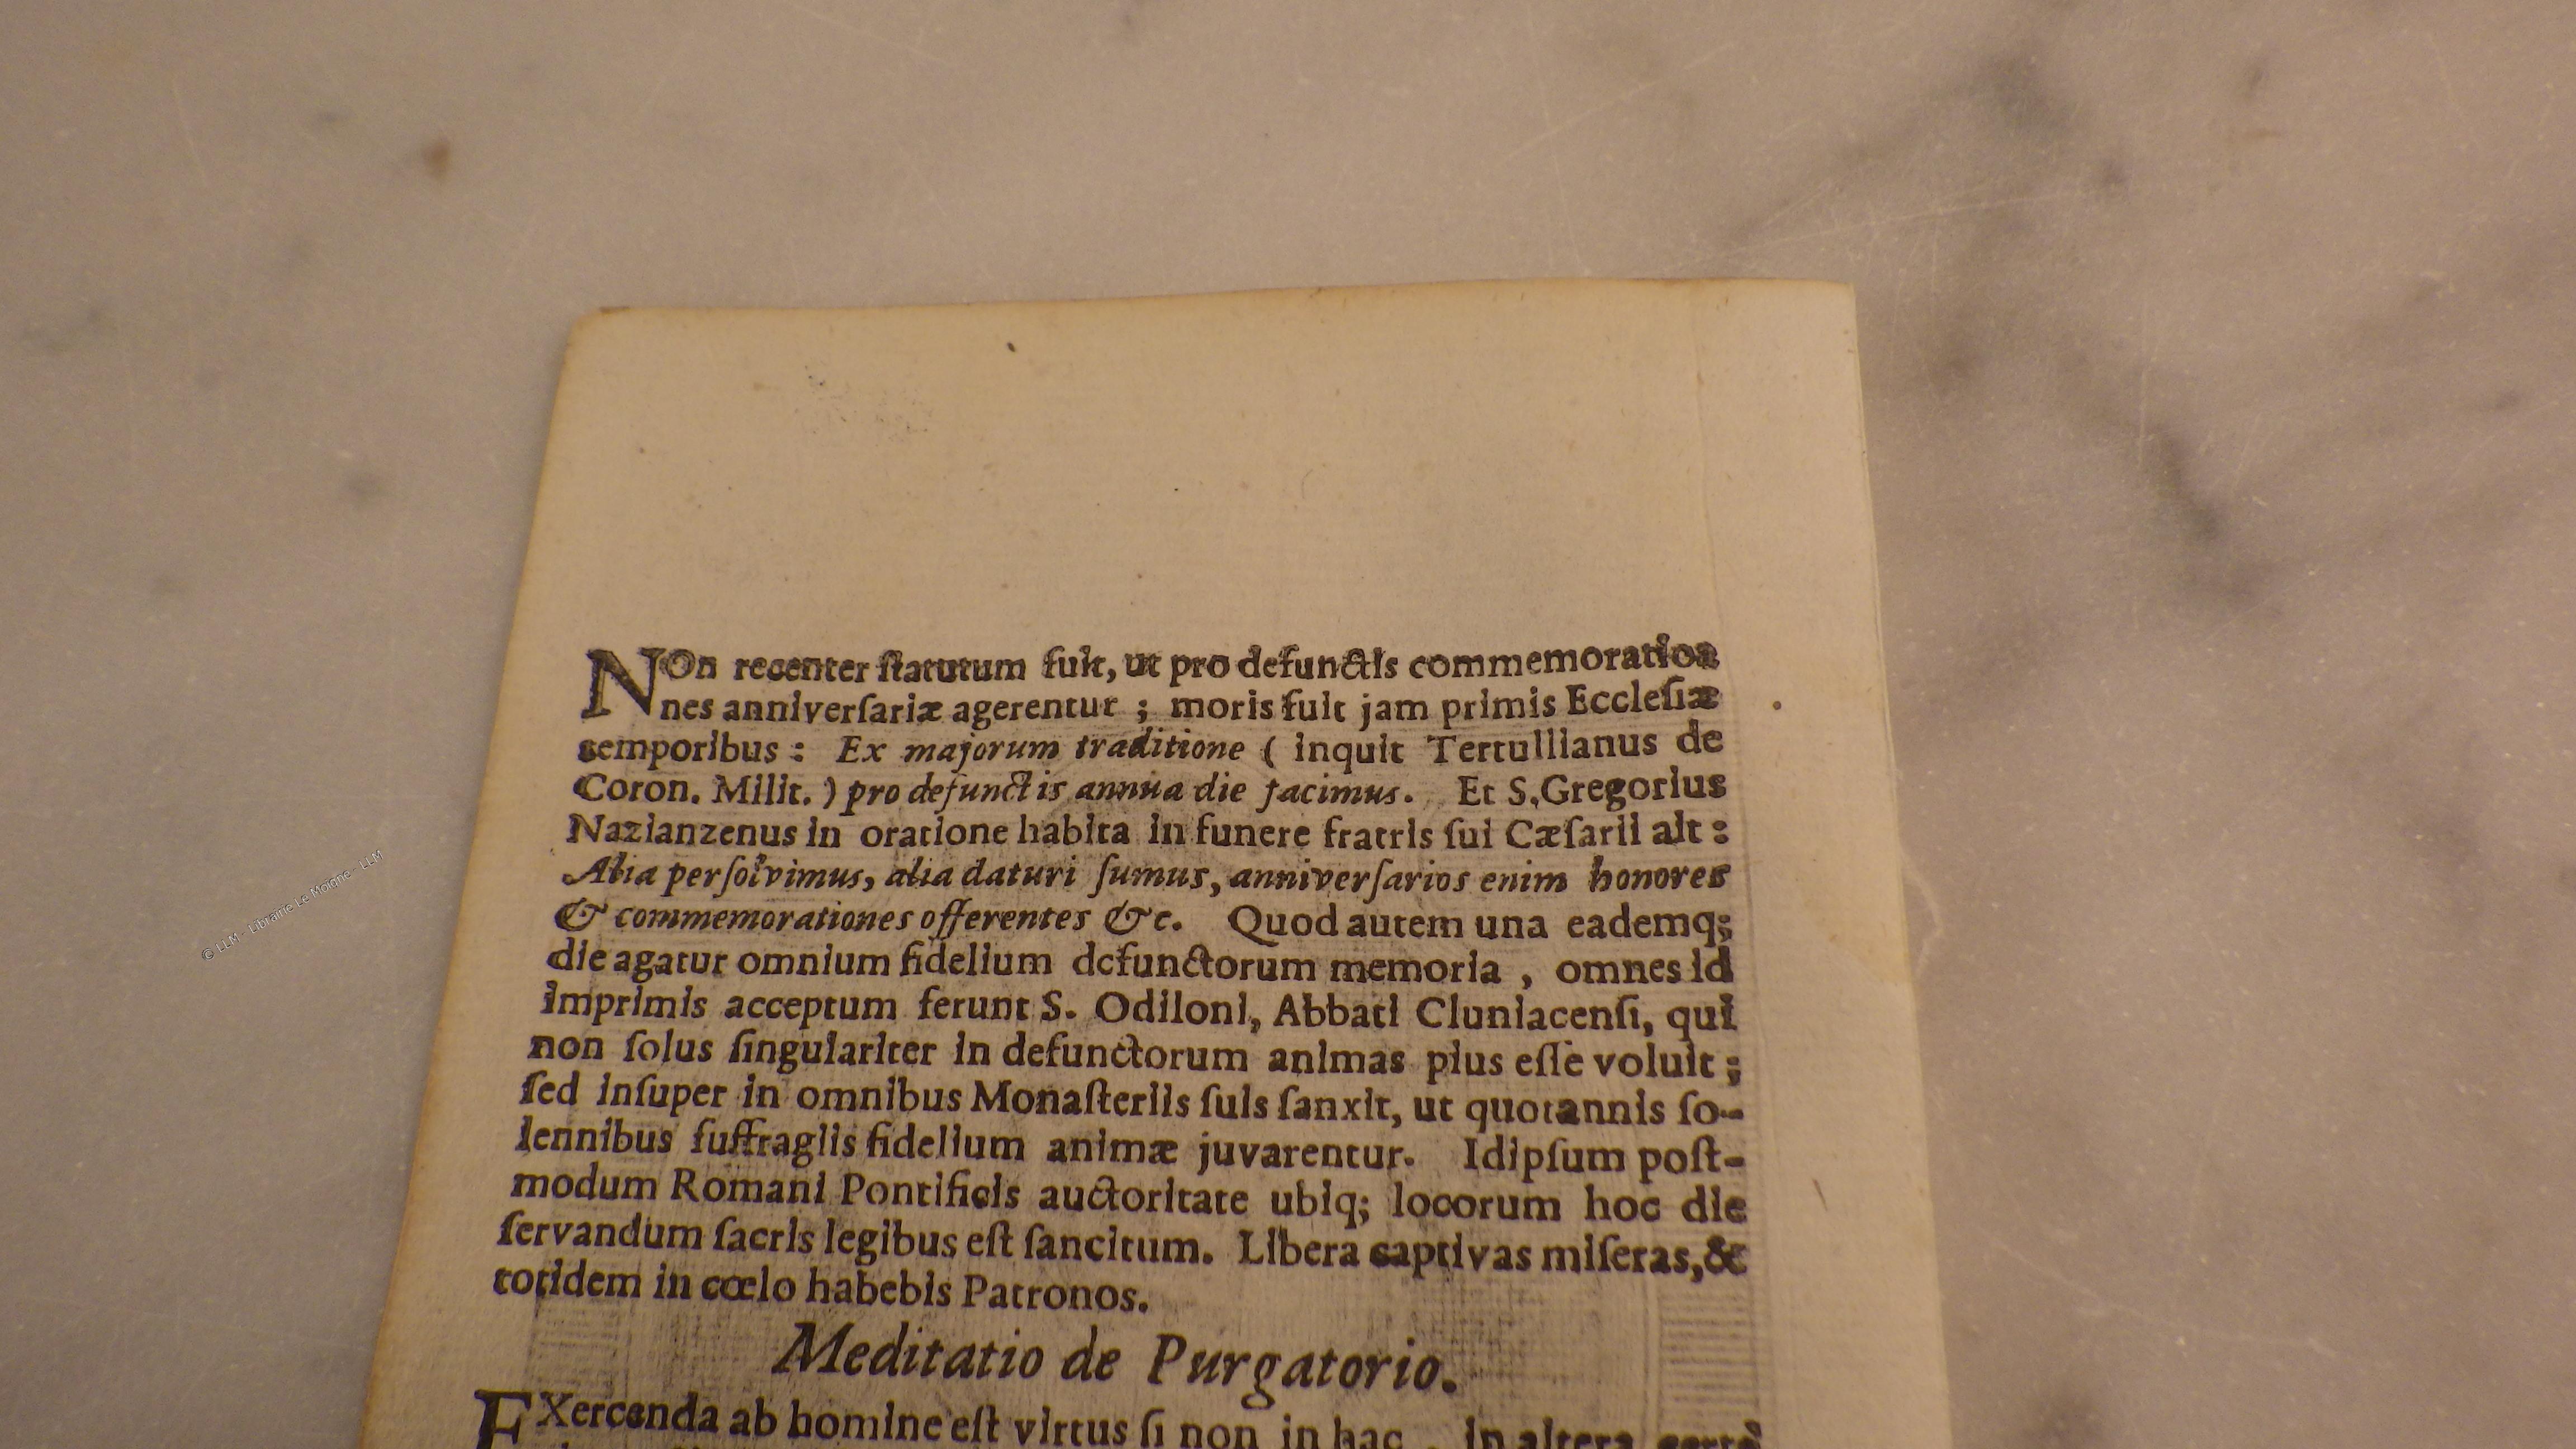 NOn recenter ſtatutum fuit, ut pro defunctis commemoratio-
nes anniverſariæ agerentur ; moris fuit jam primis Eccleſiæ
temporibus : Ex majorum traditione ( inquit Tertullianus de
Coron. Milit. ) pro defunctis annua die facimus. Et S. Gregorius
Nazianzenus in oratione habita in funere fratris ſui Cæſarii ait :
Alia perſolvimus, alia daturi ſumus, anniverſarios enim honores
& commemorationes offerentes &c. Quod autem una eademq;
die agatur omnium fidelium defunctorum memoria , omnes id
imprimis acceptum ferunt S. Odiloni, Abbati Cluniacenſi, qui
non ſolus ſingulariter in defunctorum animas pius eſſe voluit ;
ſed inſuper in omnibus Monaſteriis ſuis ſanxit, ut quotannis ſo-
lennibus ſuffragiis fidelium animæ juvarentur. Idipſum poſt-
modum Romani Pontificis auctoritate ubiq; locorum hoc die
ſervandum ſacris legibus eſt ſancitum. Libera captivas miſeras, &
totidem in cœlo habebis Patronos.
Meditatio de Purgatorio.
EXercenda ab homine eſt virtus ſi non in hac , in altera certè
© LLM - Librairie Le Moigne - LLM